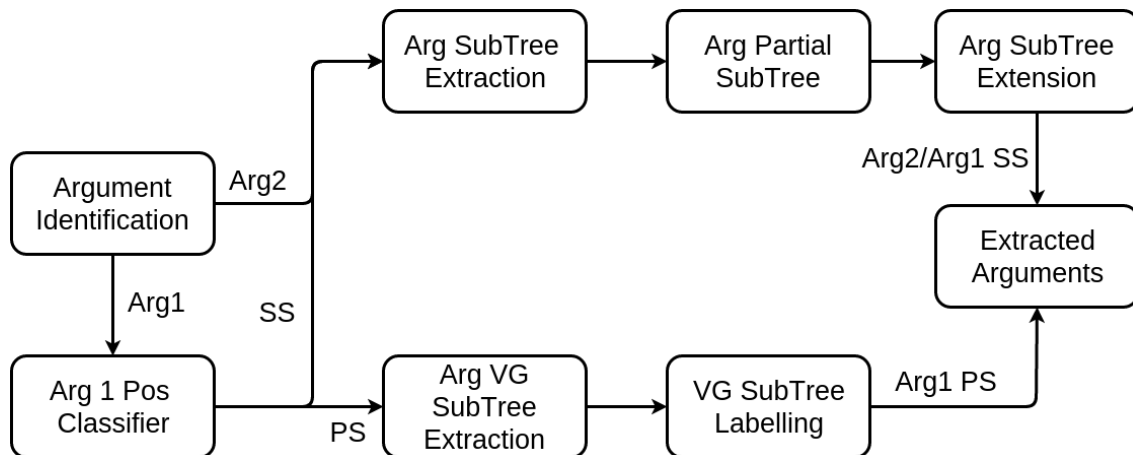 Arg SubTree
Extraction
Arg Partial
SubTree
Arg SubTree
Extension
Arg2/Arg1 SS
Argument
Identification
Arg2
Extracted
Arguments
Arg1
SS
Arg 1 Pos
Classifier
PS
Arg VG
SubTree
Extraction
VG SubTree
Labelling
Arg1 PS